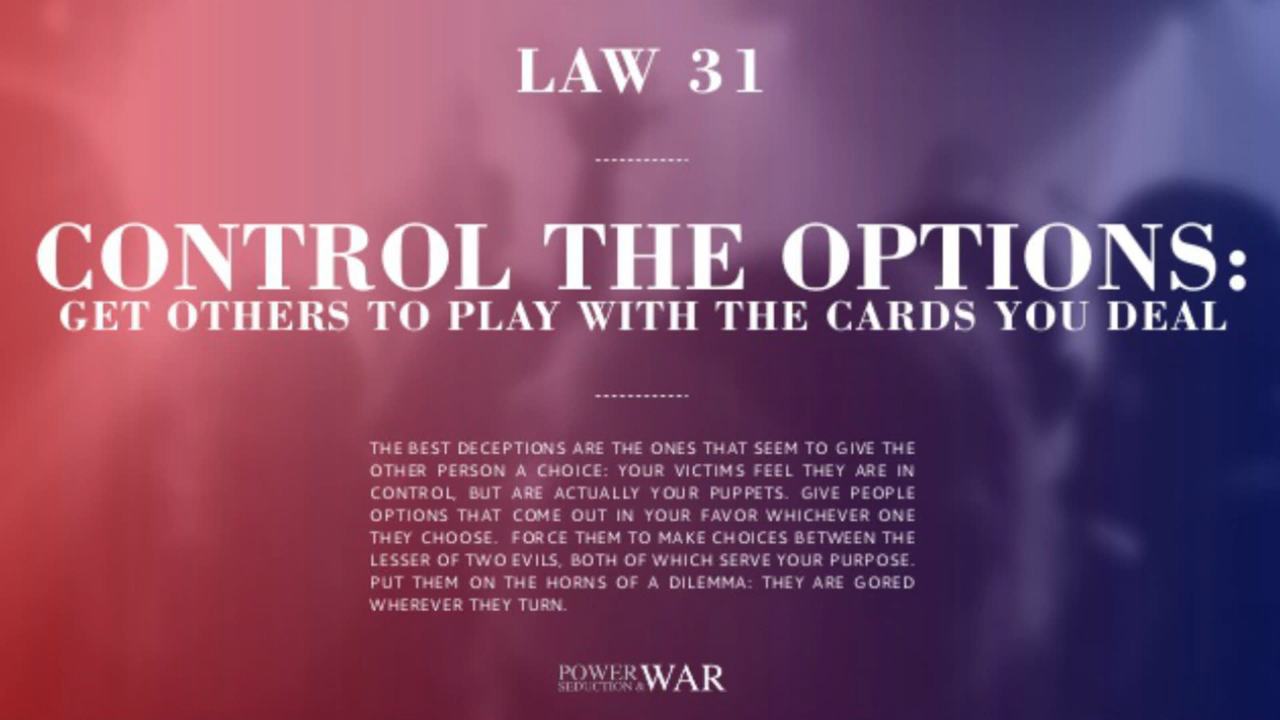 LAW 31
CONTROL THE OPTIONS:
GET OTHERS TO PLAY WITH THE CARDS YOU DEAL
THE BEST DECEPTIONS ARE THE ONES THAT SEEM TO GIVE THE
OTHER PERSON A CHOICE: YOUR VICTIMS FEEL THEY ARE IN
CONTROL, BUT ARE ACTUALLY YOUR PUPPETS. GIVE PEOPLE
OPTIONS THAT COME OUT IN YOUR FAVOR WHICHEVER ONE
THEY CHOOSE. FORCE THEM TO MAKE CHOICES BETWEEN THE
LESSER OF TWO EVILS, BOTH OF WHICH SERVE YOUR PURPOSE.
PUT THEM ON THE HORNS OF A DILEMMA: THEY ARE GORED
WHEREVER THEY TURN.
POWER
SEDUCTION & WAR